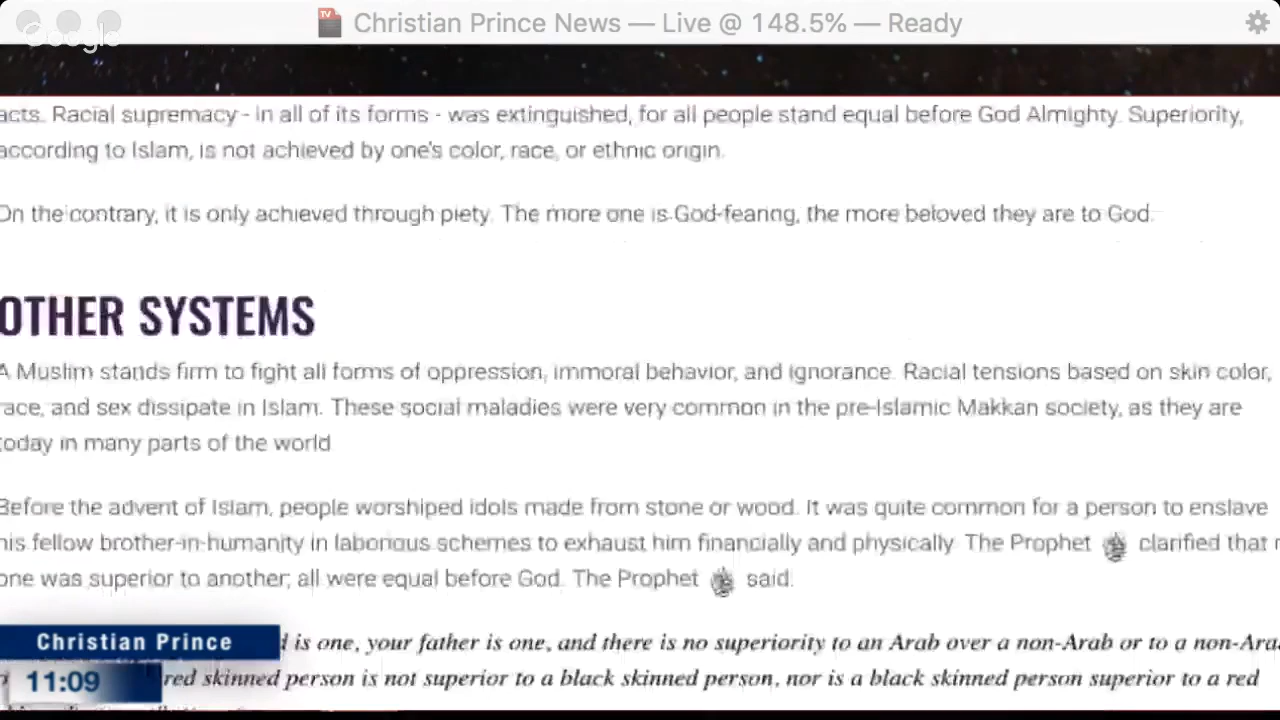 Christian Prince News — Live @ 148.5% — Ready
Google
acts. Racial supremacy - in all of its forms - was extinguished, for all people stand equal before God Almighty. Superiority,
according to Islam, is not achieved by one's color, race, or ethnic origin.
On the contrary, it is only achieved through piety. The more one is God-fearing, the more beloved they are to God.
OTHER SYSTEMS
A Muslim stands firm to fight all forms of oppression, immoral behavior, and ignorance. Racial tensions based on skin color,
race, and sex dissipate in Islam. These social maladies were very common in the pre-Islamic Makkan society, as they are
today in many parts of the world
Before the advent of Islam, people worshiped idols made from stone or wood. It was quite common for a person to enslave
his fellow brother-in-humanity in laborious schemes to exhaust him financially and physically. The Prophet clarified that
one was superior to another; all were equal before God. The Prophet said:
Christian Prince
is one, your father is one, and there is no superiority to an Arab over a non-Arab or to a non-Ara
11:09
red skinned person is not superior to a black skinned person, nor is a black skinned person superior to a red